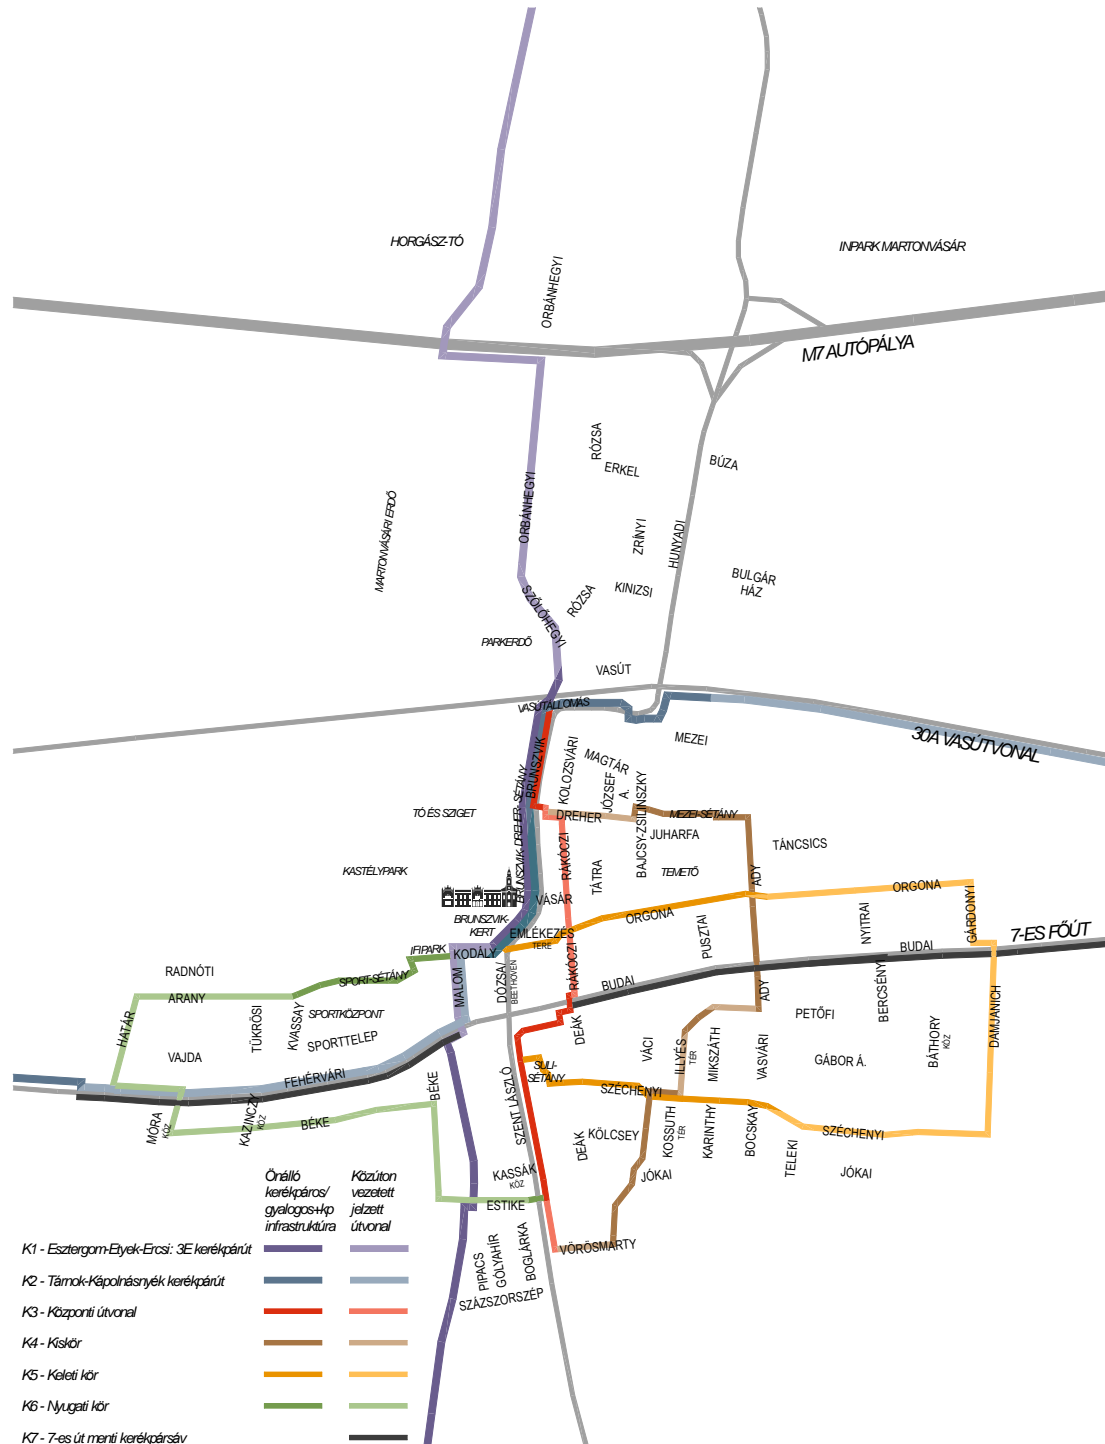 HORGÁSZ-TÓ
INPARK MARTONVÁSÁR
ORBÁNHEGYI
M7 AUTÓPÁLYA
RÓZSA
ERKEL
BÚZA
MARTONVÁSÁRI ERDŐ
ORBÁNHEGYI
ZRÍNYI
HUNYADI
BULGÁR
HÁZ
KINIZSI
RÓZSA
SZŐLŐHEGYI
PARKERDŐ
VASÚT
VASÚTÁLLOMÁS
30A VASÚTVONAL
MEZEI
BRUNSZVIK
KOLOZSVÁRI
MAGTÁR
JÓZSEF
A.
BAJCSY-ZSILINSZKY
BRUNSZVIK-DREHER-SÉTÁNY
TÓ ÉS SZIGET
DREHER
MEZEI-SÉTÁNY
JUHARFA
TÁNCSICS
KASTÉLYPARK
RÁKÓCZI
TÁTRA
TEMETŐ
ADY
ORGONA
GÁRDONYI
VÁSÁR
BRUNSZVIK-
KERT
EMLÉKEZÉS
TERE
ORGONA
PUSZTAI
NYITRAI
7-ES FŐÚT
BUDAI
IFIPARK
KODÁLY
RADNÓTI
SPORT-SÉTÁNY
MALOM
DÓZSA/
BEETHOVEN
RÁKÓCZI
BUDAI
ADY
BERCSÉNYI
ARANY
HATÁR
TÜKRÖSI
KVASSAY
SPORTKÖZPONT
SPORTTELEP
VAJDA
DEÁK
PETŐFI
BÁTHORY
KÖZ
DAMJANICH
VÁCI
ILLYÉS
TÉR
MIKSZÁTH
VASVÁRI
GÁBOR Á.
FEHÉRVÁRI
BÉKE
SULI-
SÉTÁNY
SZÉCHENYI
SZENT LÁSZLÓ
MÓRA
KÖZ
KAZINCZY
KÖZ
BÉKE
DEÁK
KÖLCSEY
KOSSUTH
TÉR
KARINTHY
BOCSKAY
TELEKI
SZÉCHENYI
KASSÁK
KÖZ
JÓKAI
JÓKAI
ESTIKE
VÖRÖSMARTY
PIPACS
GÓLYAHÍR
BOGLÁRKA
SZÁZSZORSZÉP
Önálló
kerékpáros/
gyalogos+kp
infrastruktúra
Közúton
vezetett
jelzett
útvonal
K1 - Esztergom-Etyek-Ercsi: 3E kerékpárút
K2 - Tárnok-Kápolnásnyék kerékpárút
K3 - Központi útvonal
K4 - Kiskör
K5 - Keleti kör
K6 - Nyugati kör
K7 - 7-es út menti kerékpársáv